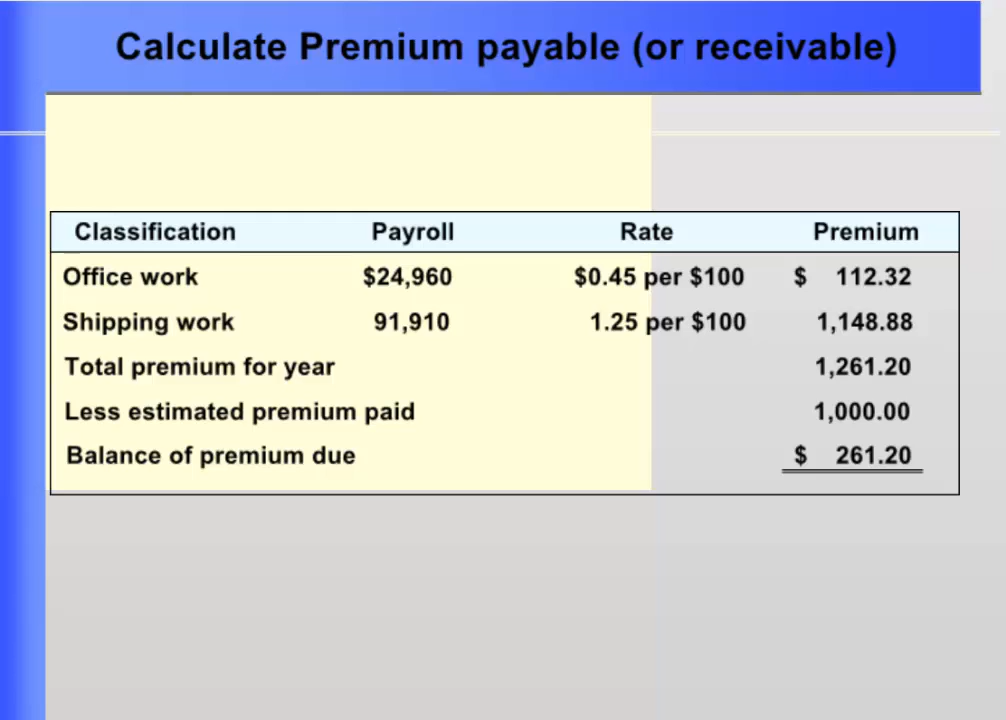 Calculate Premium payable (or receivable)
Classification Payroll Rate Premium
Office work $24,960 $0.45 per $100 $ 112.32
Shipping work 91,910 1.25 per $100 1,148.88
Total premium for year 1,261.20
Less estimated premium paid 1,000.00
Balance of premium due $ 261.20